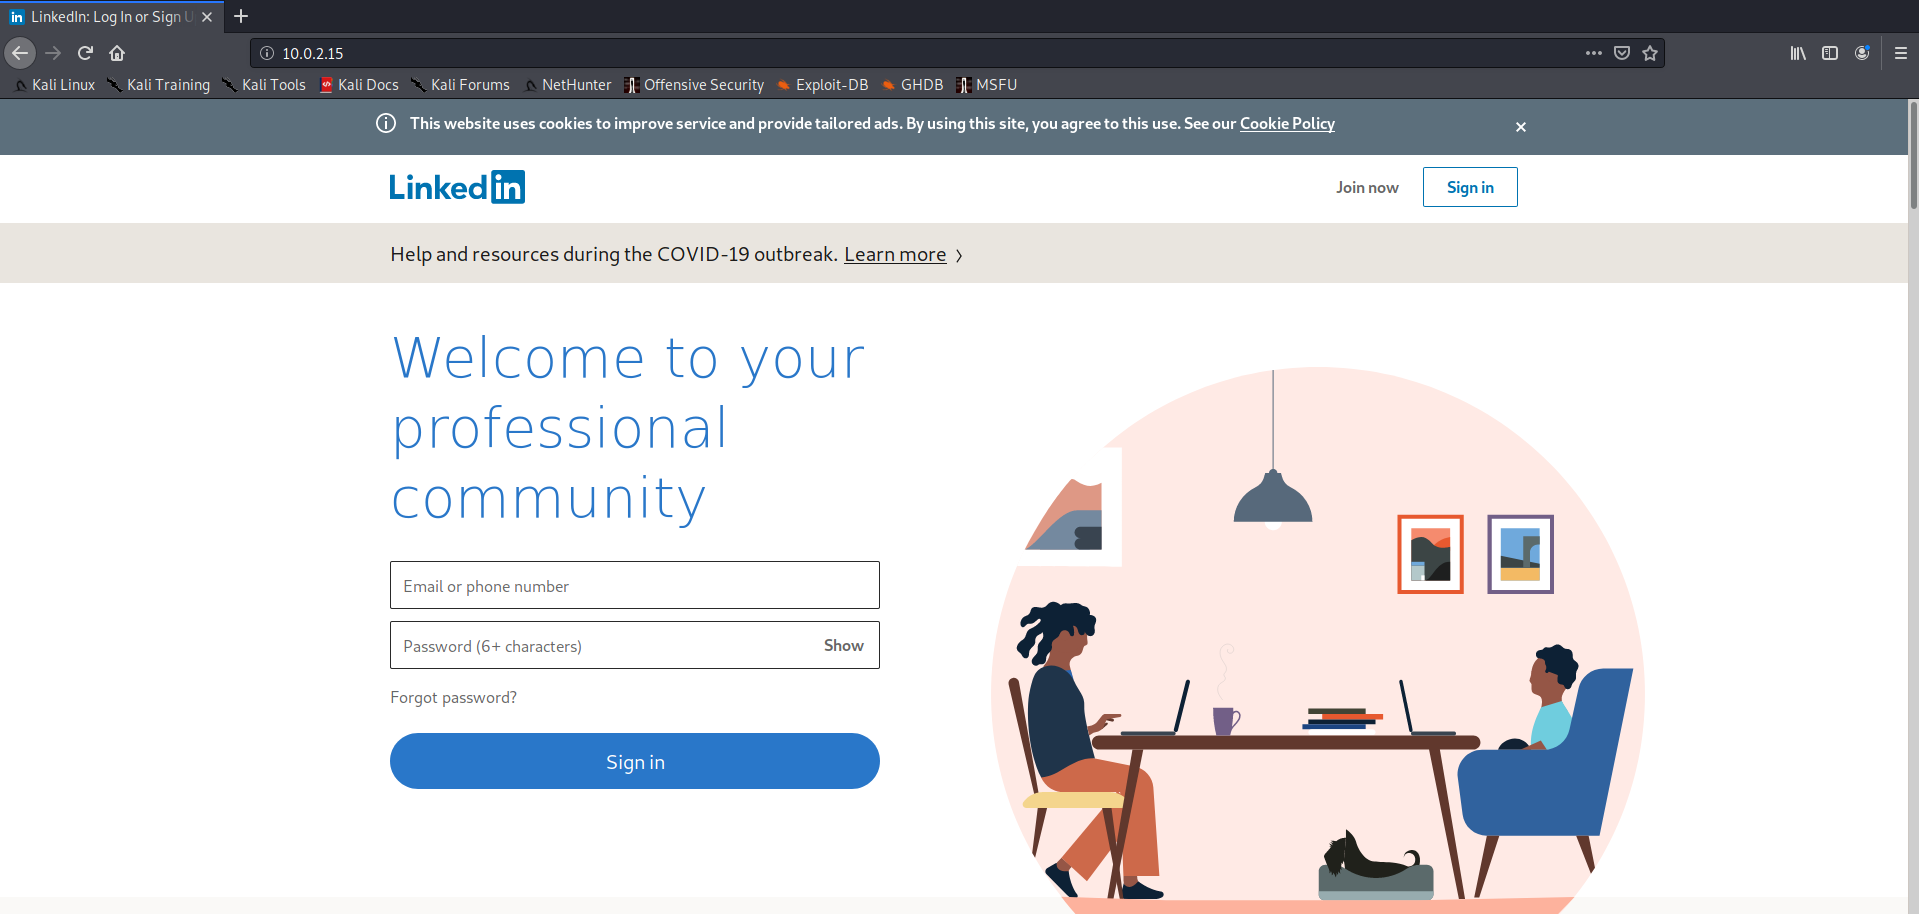 LinkedIn: Log In or Sign U
10.0.2.15
Kali Linux Kali Training Kali Tools Kali Docs Kali Forums NetHunter Offensive Security Exploit-DB GHDB MSFU
This website uses cookies to improve service and provide tailored ads. By using this site, you agree to this use. See our Cookie Policy
Linkedin Join now Sign in
Help and resources during the COVID-19 outbreak. Learn more
Welcome to your
professional
community
Email or phone number
Password (6+ characters) Show
Forgot password?
Sign in